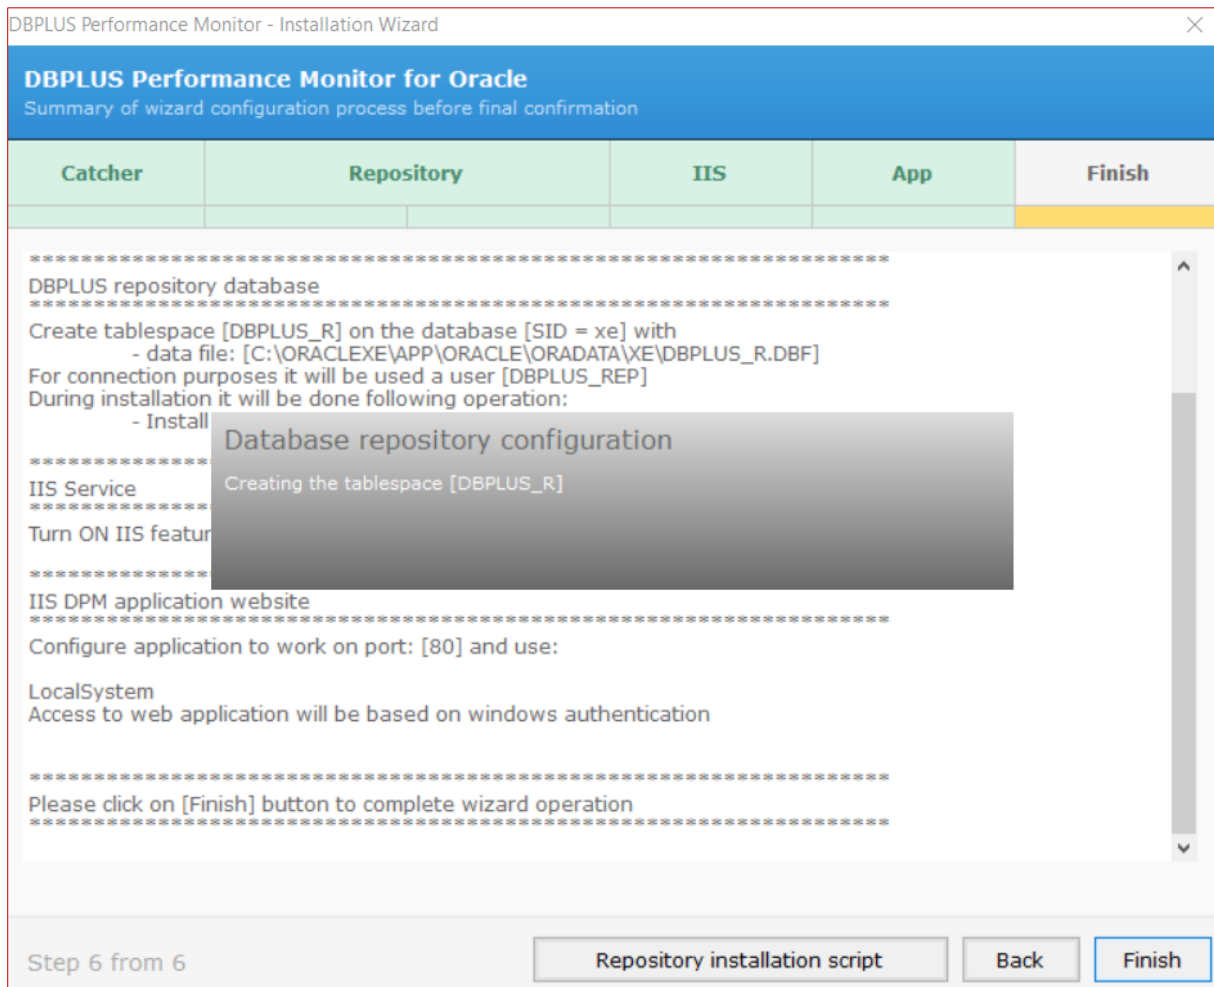 DBPLUS Performance Monitor - Installation Wizard
DBPLUS Performance Monitor for Oracle
Summary of wizard configuration process before final confirmation
Catcher Repository IIS App Finish
*******************************************************************
DBPLUS repository database
*******************************************************************
Create tablespace [DBPLUS_R] on the database [SID = xe] with
- data file: [C:\ORACLEXE\APP\ORACLE\ORADATA\XE\DBPLUS_R.DBF]
For connection purposes it will be used a user [DBPLUS_REP]
During installation it will be done following operation:
- Install
Database repository configuration
Creating the tablespace [DBPLUS_R]
**************
IIS Service
**************
Turn ON IIS featur
**************
IIS DPM application website
*******************************************************************
Configure application to work on port: [80] and use:
LocalSystem
Access to web application will be based on windows authentication
*******************************************************************
Please click on [Finish] button to complete wizard operation
*******************************************************************
Step 6 from 6
Repository installation script Back Finish